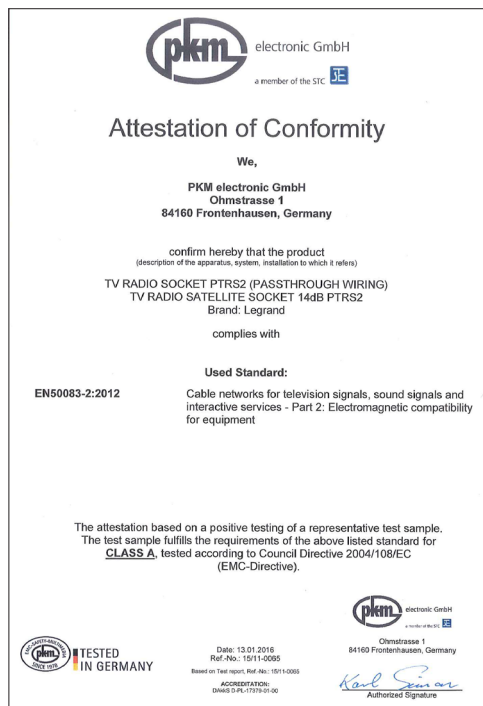 pkm electronic GmbH
a member of the STC
Attestation of Conformity
We,
PKM electronic GmbH
Ohmstrasse 1
84160 Frontenhausen, Germany
confirm hereby that the product
(description of the apparatus, system, installation to which it refers)
TV RADIO SOCKET PTRS2 (PASSTHROUGH WIRING)
TV RADIO SATELLITE SOCKET 14dB PTRS2
Brand: Legrand
complies with
Used Standard:
EN50083-2:2012 Cable networks for television signals, sound signals and
interactive services - Part 2: Electromagnetic compatibility
for equipment
The attestation based on a positive testing of a representative test sample.
The test sample fulfills the requirements of the above listed standard for
CLASS A, tested according to Council Directive 2004/108/EC
(EMC-Directive).
pkm electronic GmbH
a member of the STC
Ohmstrasse 1
84160 Frontenhausen, Germany
EMC-SAFETY-MULTIMEDIA
pkm
SINCE 1978
TESTED
IN GERMANY
Date: 13.01.2016
Ref.-No.: 15/11-0065
Based on Test report, Ref.-No.: 15/11-0065
ACCREDITATION:
DAkkS D-PL-17379-01-00
Authorized Signature